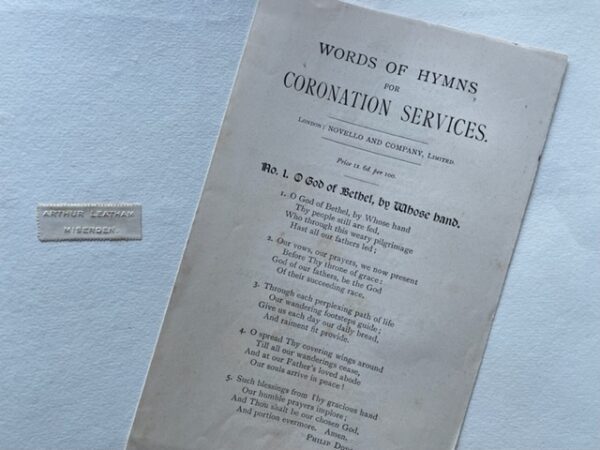 ARTHUR LEATHAM
MISENDEN.
WORDS OF HYMNS
FOR
CORONATION SERVICES.
LONDON: NOVELLO AND COMPANY, LIMITED.
Price 1s. 6d. per 100.
No. 1. O God of Bethel, by Whose hand.
1. O God of Bethel, by Whose hand
Thy people still are fed,
Who through this weary pilgrimage
Hast all our fathers led;
2. Our vows, our prayers, we now present
Before Thy throne of grace:
God of our fathers, be the God
Of their succeeding race.
3. Through each perplexing path of life
Our wandering footsteps guide;
Give us each day our daily bread,
And raiment fit provide.
4. O spread Thy covering wings around
Till all our wanderings cease,
And at our Father's loved abode
Our souls arrive in peace!
5. Such blessings from Thy gracious hand
Our humble prayers implore;
And Thou shalt be our chosen God,
And portion evermore. Amen.
PHILIP